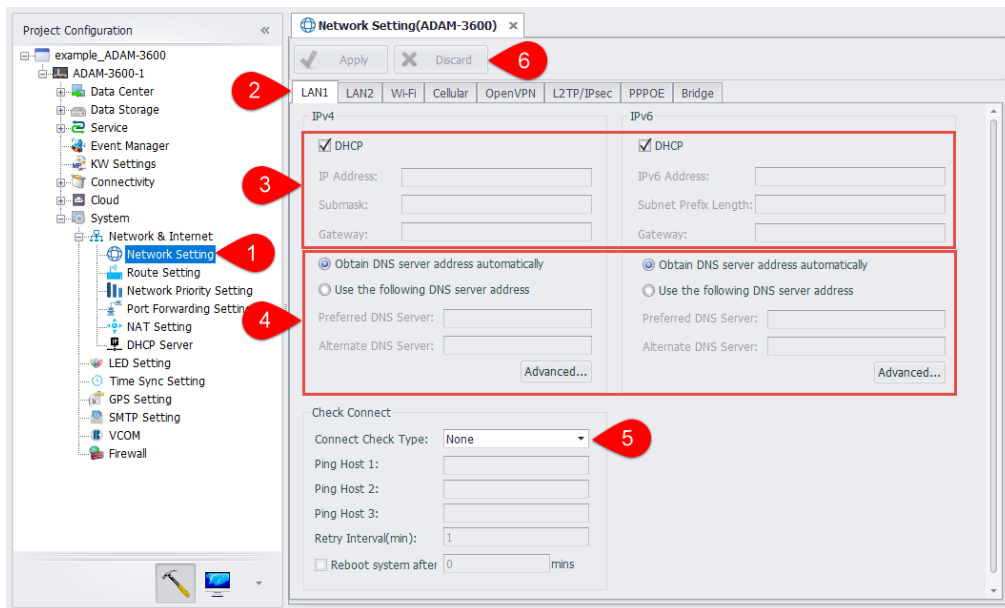 Project Configuration «
example_ADAM-3600
ADAM-3600-1
Data Center
Data Storage
Service
Event Manager
KW Settings
Connectivity
Cloud
System
Network & Internet
Network Setting
Route Setting
Network Priority Setting
Port Forwarding Setting
NAT Setting
DHCP Server
LED Setting
Time Sync Setting
GPS Setting
SMTP Setting
VCOM
Firewall
1
2
3
4
5
6
Network Setting(ADAM-3600) ×
Apply Discard
LAN1 LAN2 Wi-Fi Cellular OpenVPN L2TP/IPsec PPPOE Bridge
IPv4
DHCP
IP Address:
Submask:
Gateway:
Obtain DNS server address automatically
Use the following DNS server address
Preferred DNS Server:
Alternate DNS Server:
Advanced...
IPv6
DHCP
IPv6 Address:
Subnet Prefix Length:
Gateway:
Obtain DNS server address automatically
Use the following DNS server address
Preferred DNS Server:
Alternate DNS Server:
Advanced...
Check Connect
Connect Check Type: None
Ping Host 1:
Ping Host 2:
Ping Host 3:
Retry Interval(min): 1
Reboot system after 0 mins